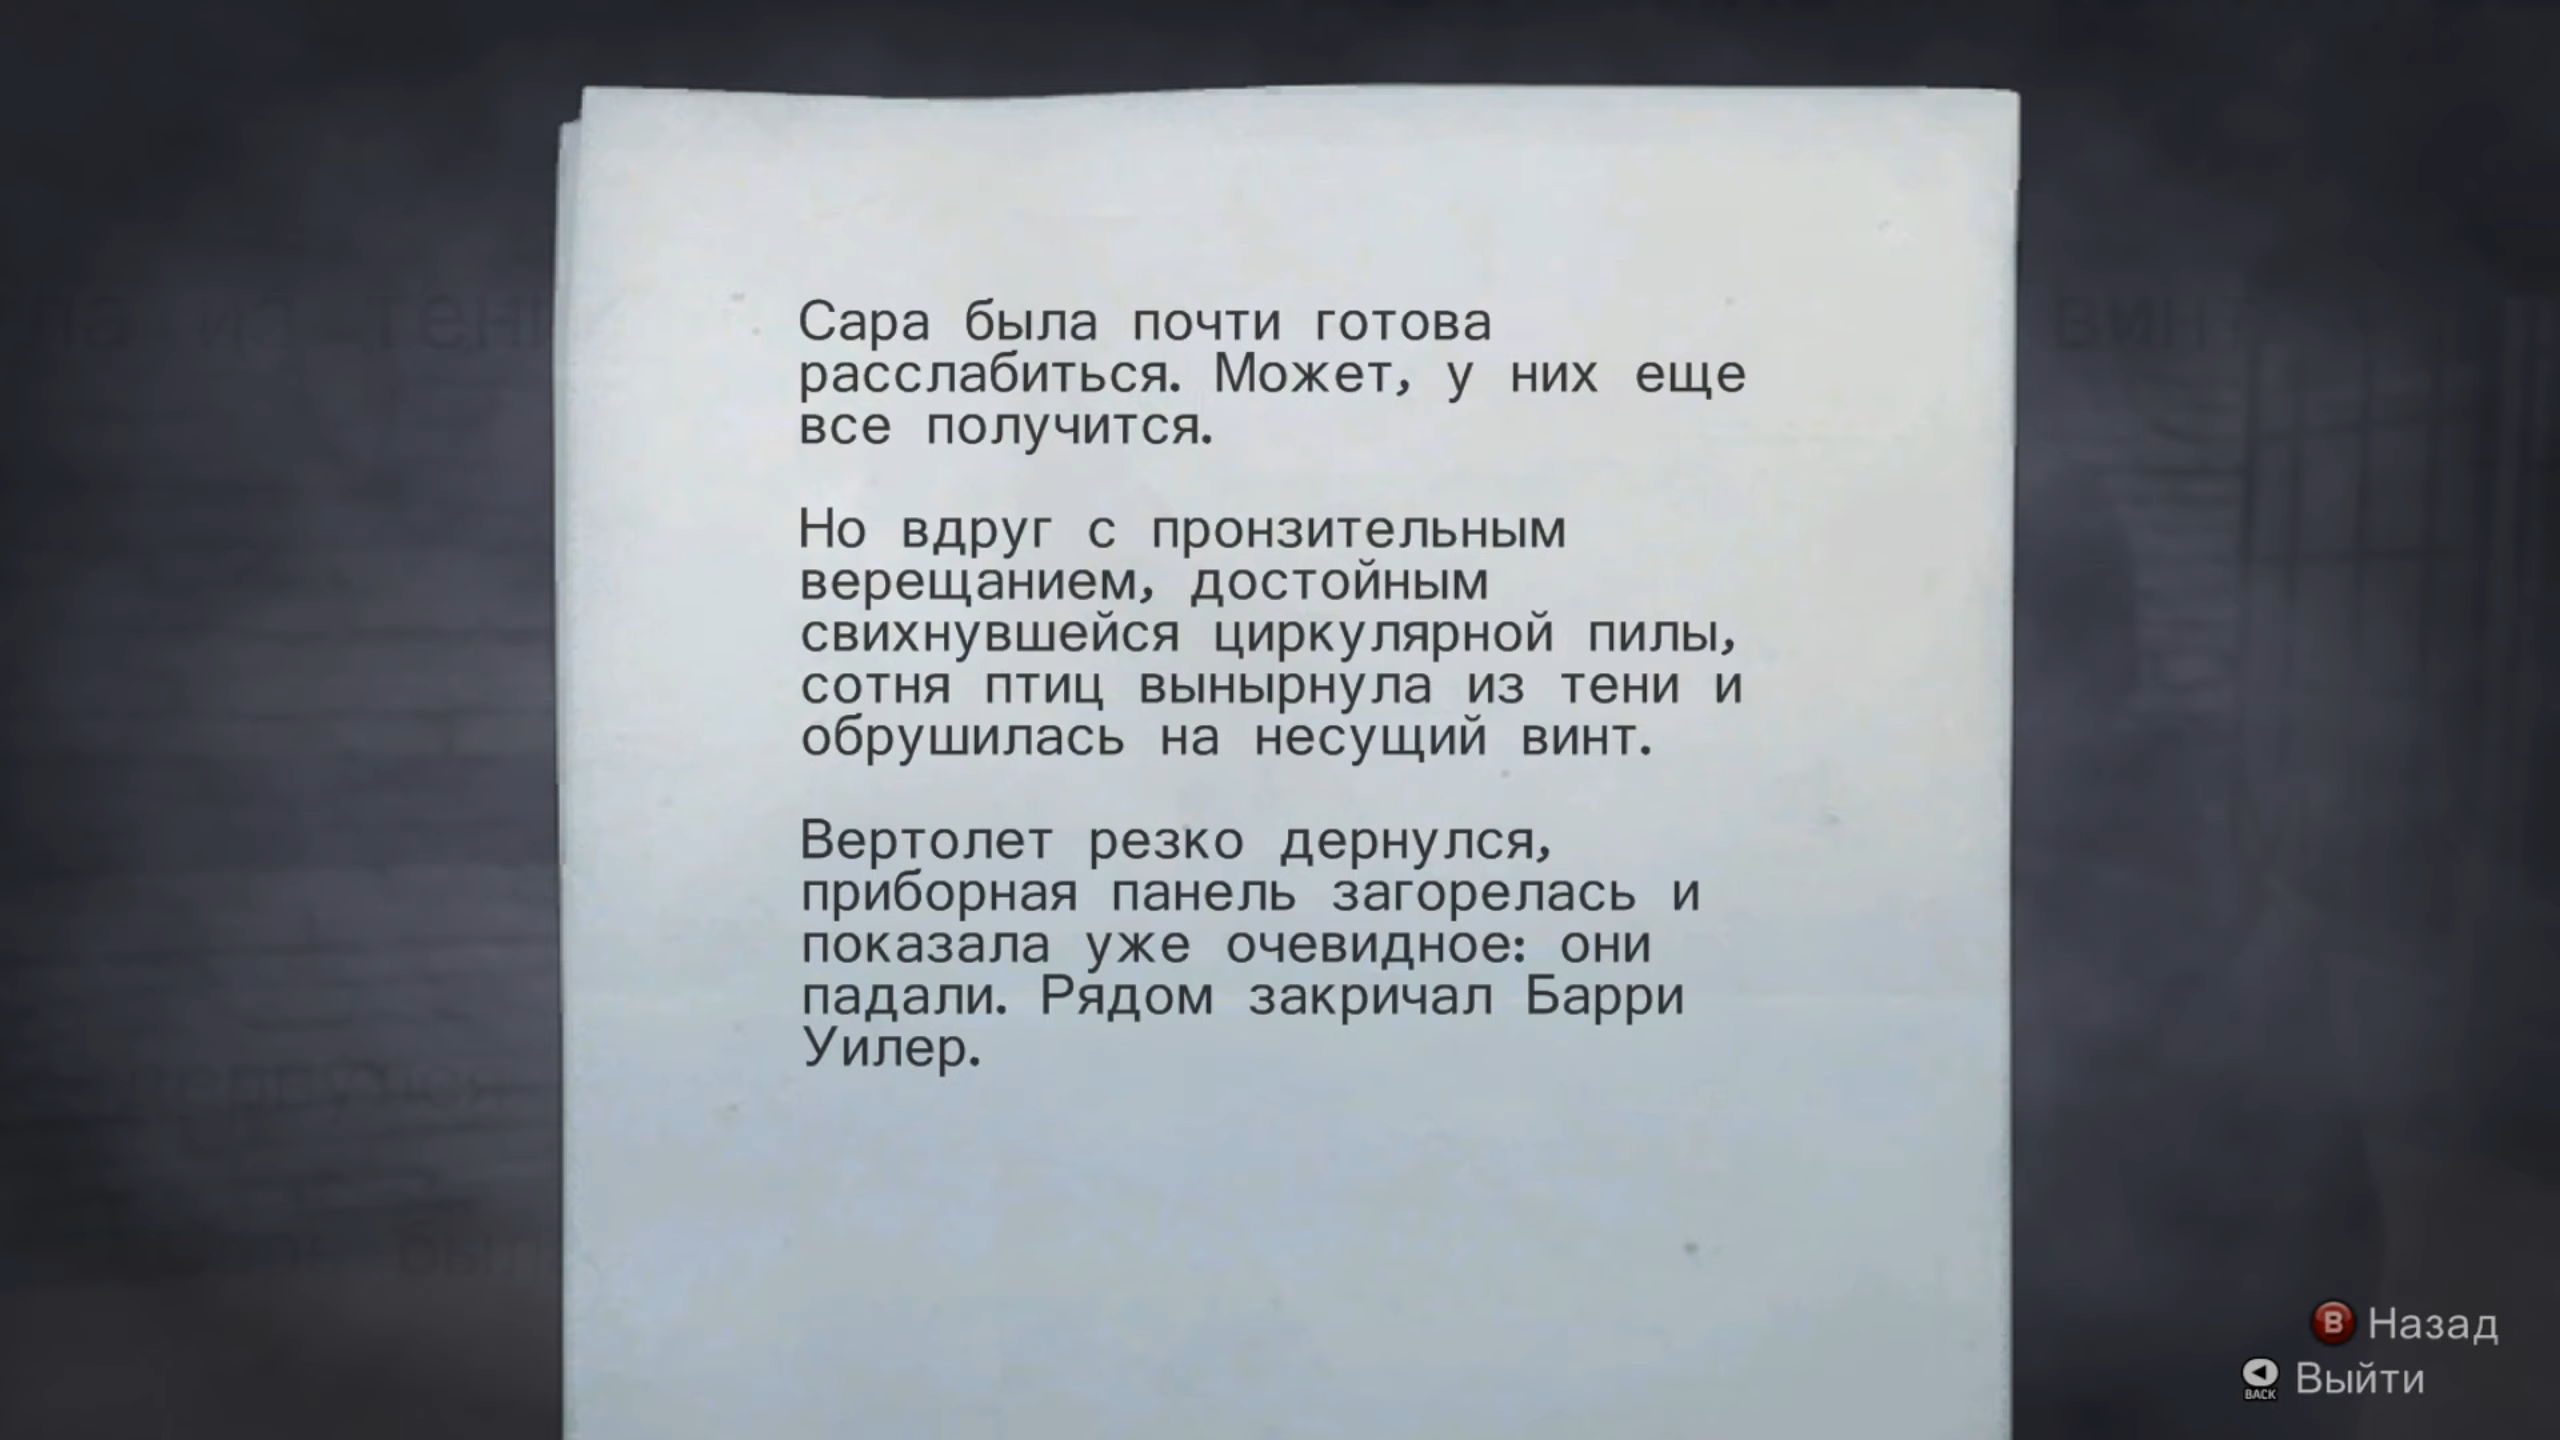 Сара была почти готова
расслабиться. Может, у них еще
все получится.
Но вдруг с пронзительным
верещанием, достойным
свихнувшейся циркулярной пилы,
сотня птиц вынырнула из тени и
обрушилась на несущий винт.
Вертолет резко дернулся,
приборная панель загорелась и
показала уже очевидное: они
падали. Рядом закричал Барри
Уилер.
B Назад
BACK Выйти